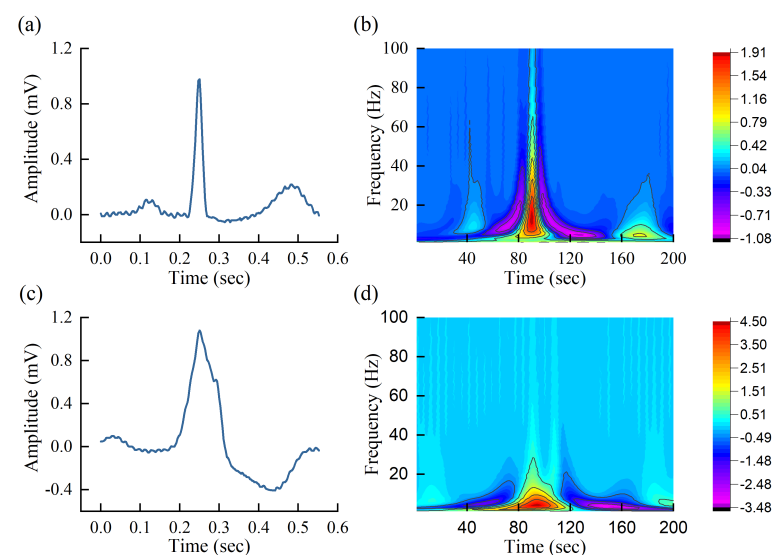 (a)
Amplitude (mV)
1.2
0.8
0.4
0.0
0.0 0.1 0.2 0.3 0.4 0.5 0.6
Time (sec)
(b)
Frequency (Hz)
100
80
60
40
20
40 80 120 160 200
Time (sec)
1.91
1.54
1.16
0.79
0.42
0.04
-0.33
-0.71
-1.08
(c)
Amplitude (mV)
1.2
0.8
0.4
0.0
-0.4
0.0 0.1 0.2 0.3 0.4 0.5 0.6
Time (sec)
(d)
Frequency (Hz)
100
80
60
40
20
40 80 120 160 200
Time (sec)
4.50
3.50
2.51
1.51
0.51
-0.49
-1.48
-2.48
-3.48